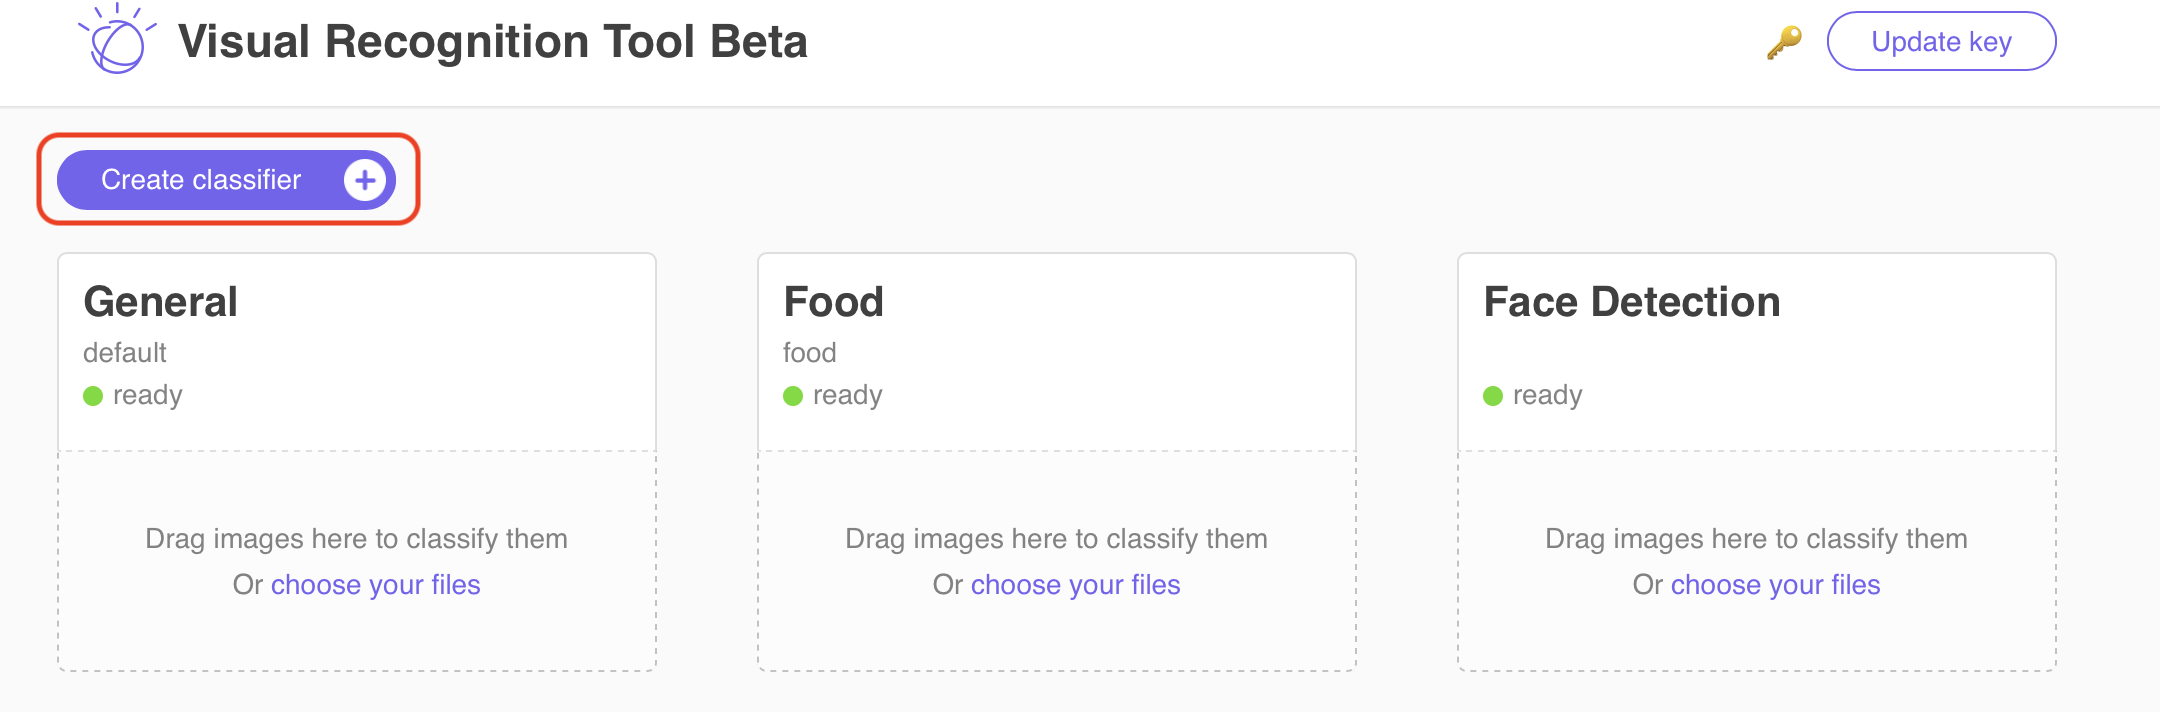 Visual Recognition Tool Beta
Update key
Create classifier
General
default
ready
Drag images here to classify them
Or choose your files
Food
food
ready
Drag images here to classify them
Or choose your files
Face Detection
ready
Drag images here to classify them
Or choose your files